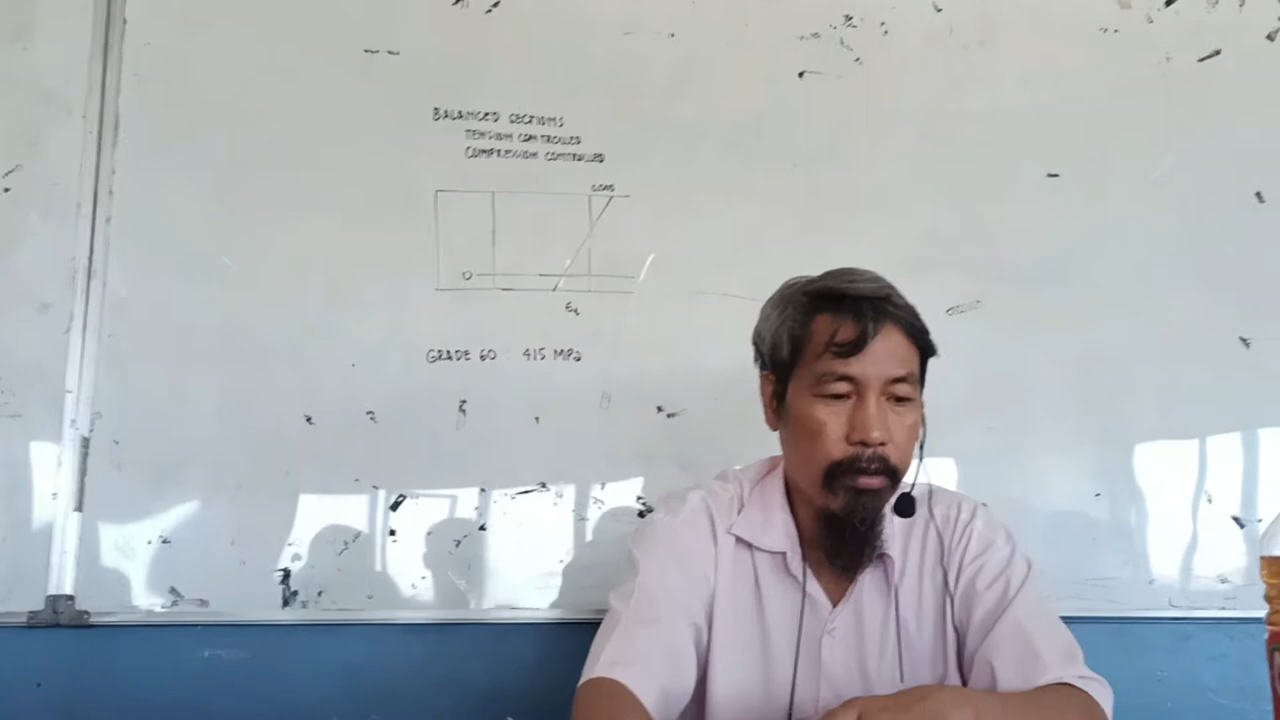 BALANCED SECTIONS
TENSION CONTROLLED
COMPRESSION CONTROLLED
GRADE 60 : 415 MPa